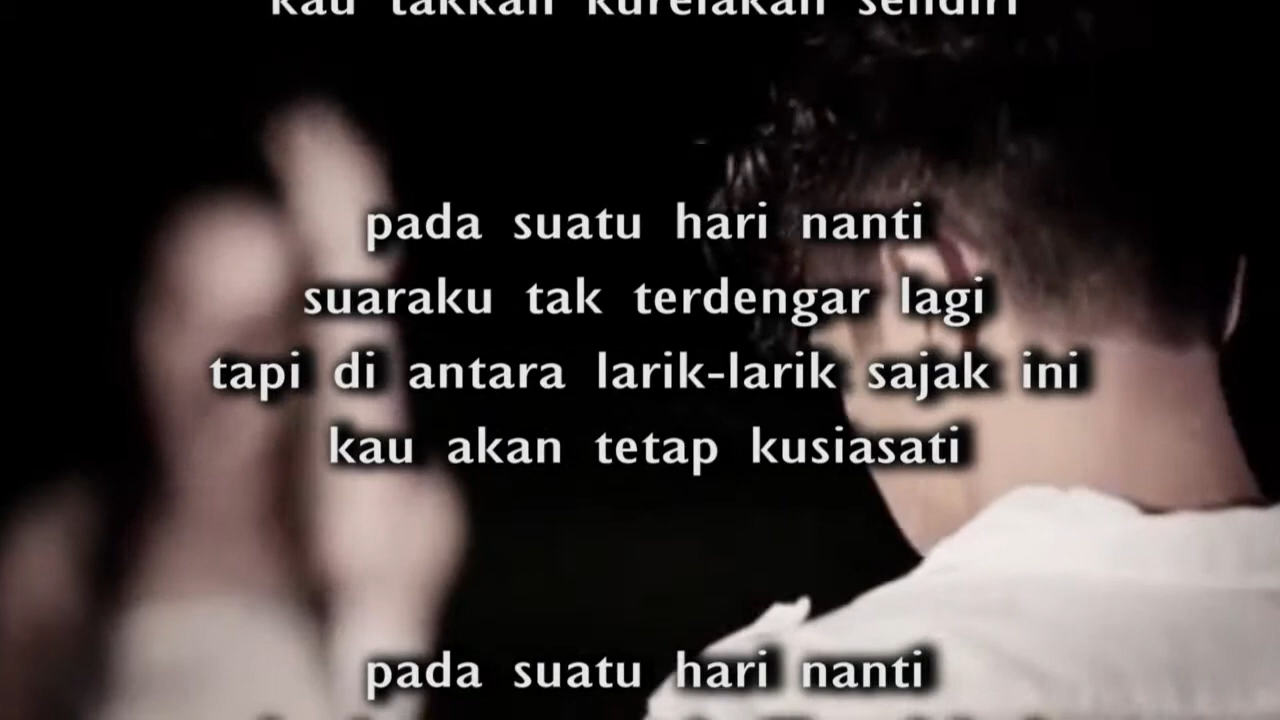 kau takkan kurelakan sendiri
pada suatu hari nanti
suaraku tak terdengar lagi
tapi di antara larik-larik sajak ini
kau akan tetap kusiasati
pada suatu hari nanti